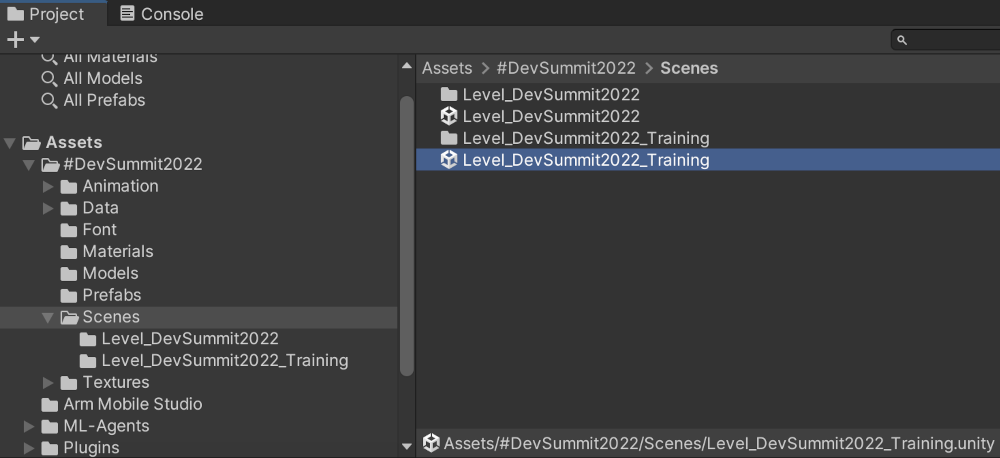 Project
Console
All Materials
All Models
All Prefabs
Assets
#DevSummit2022
Animation
Data
Font
Materials
Models
Prefabs
Scenes
Level_DevSummit2022
Level_DevSummit2022_Training
Textures
Arm Mobile Studio
ML-Agents
Plugins
Assets > #DevSummit2022 > Scenes
Level_DevSummit2022
Level_DevSummit2022
Level_DevSummit2022_Training
Level_DevSummit2022_Training
Assets/#DevSummit2022/Scenes/Level_DevSummit2022_Training.unity